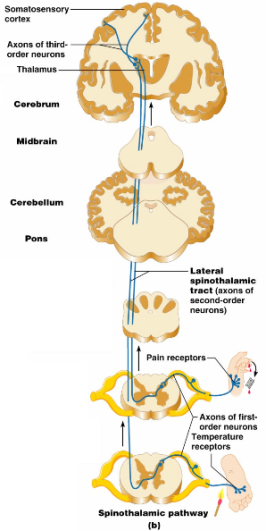 Somatosensory
cortex
Axons of third-
order neurons
Thalamus
Cerebrum
Midbrain
Cerebellum
Pons
Lateral
spinothalamic
tract (axons of
second-order
neurons)
Pain receptors
Axons of first-
order neurons
Temperature
receptors
Spinothalamic pathway
(b)